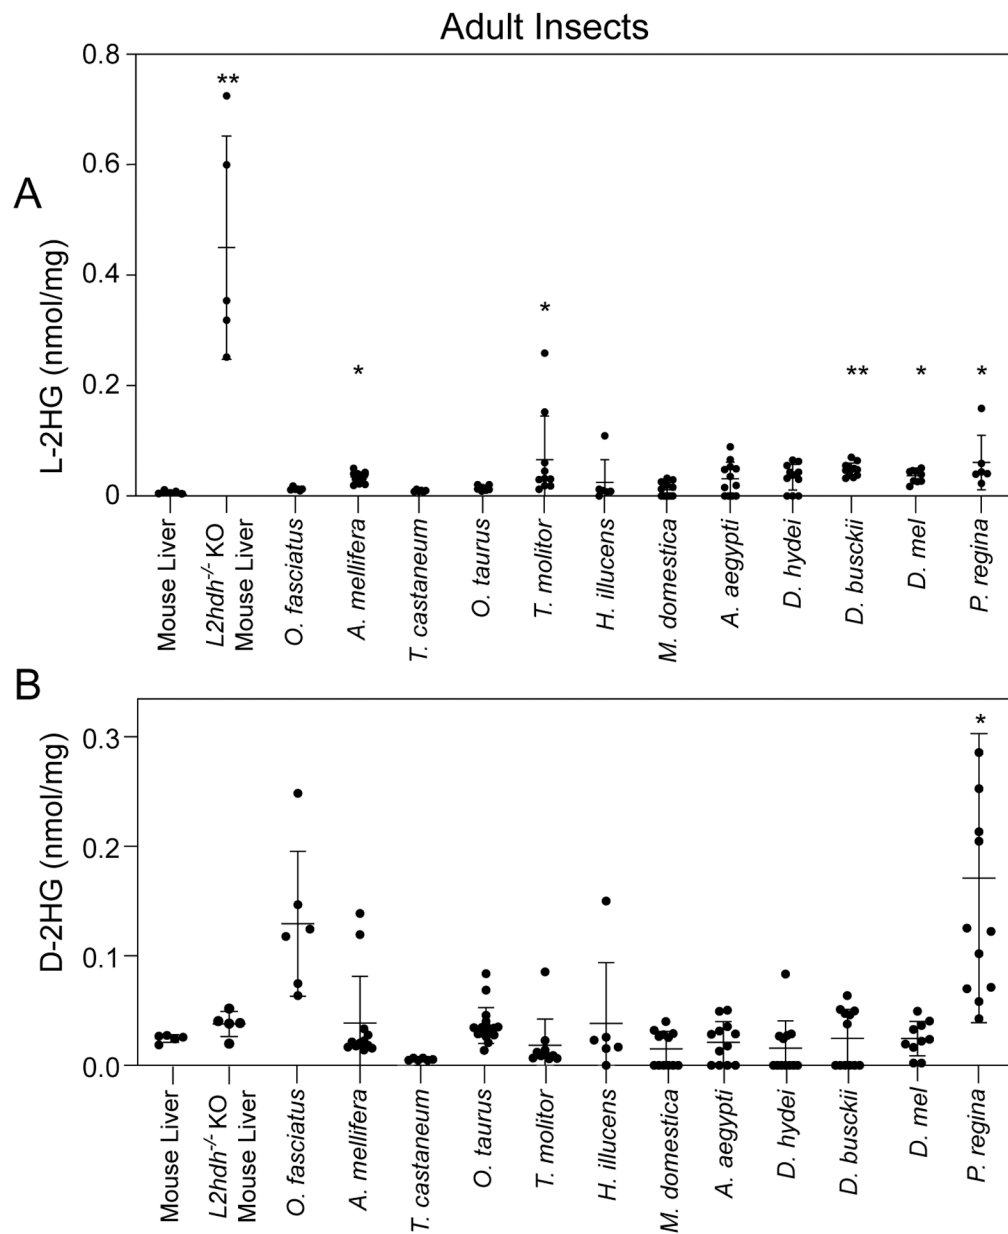 Adult Insects
A
L-2HG (nmol/mg)
0.8
0.6
0.4
0.2
0
**
*
*
**
*
*
Mouse Liver
L2hdh-/- KO
Mouse Liver
O. fasciatus
A. mellifera
T. castaneum
O. taurus
T. molitor
H. illucens
M. domestica
A. aegypti
D. hydei
D. busckii
D. mel
P. regina
B
D-2HG (nmol/mg)
0.3
0.2
0.1
0.0
*
Mouse Liver
L2hdh-/- KO
Mouse Liver
O. fasciatus
A. mellifera
T. castaneum
O. taurus
T. molitor
H. illucens
M. domestica
A. aegypti
D. hydei
D. busckii
D. mel
P. regina